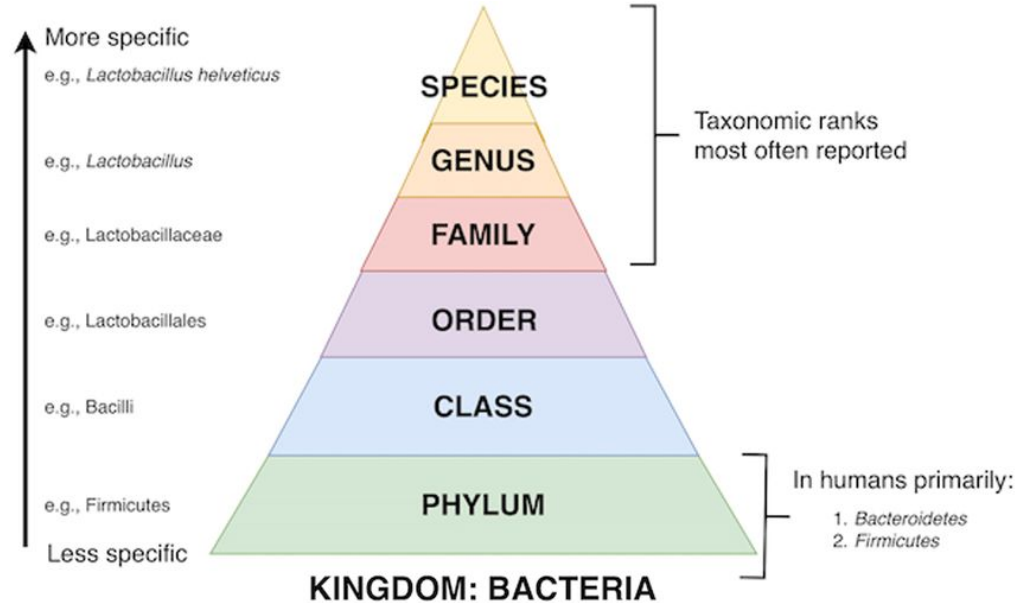 More specific
e.g., Lactobacillus helveticus
SPECIES
Taxonomic ranks
most often reported
e.g., Lactobacillus
GENUS
e.g., Lactobacillaceae
FAMILY
e.g., Lactobacillales
ORDER
e.g., Bacilli
CLASS
e.g., Firmicutes
PHYLUM
In humans primarily:
1. Bacteroidetes
2. Firmicutes
Less specific
KINGDOM: BACTERIA